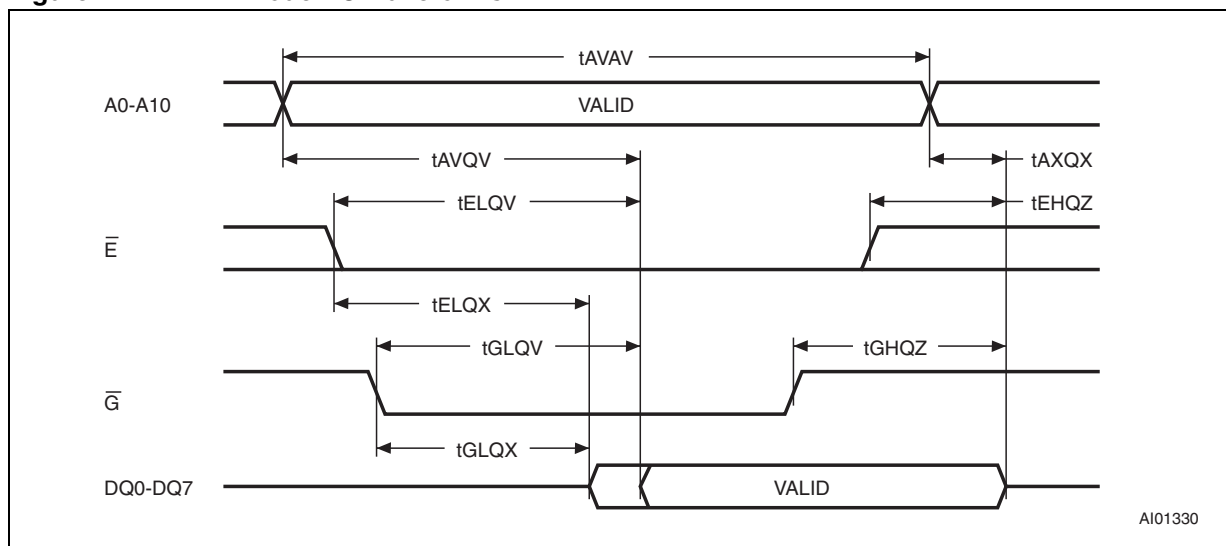 tAVAV
A0-A10
VALID
tAVQV
tAXQX
tELQV
tEHQZ
E̅
tELQX
tGLQV
tGHQZ
G̅
tGLQX
DQ0-DQ7
VALID
AI01330